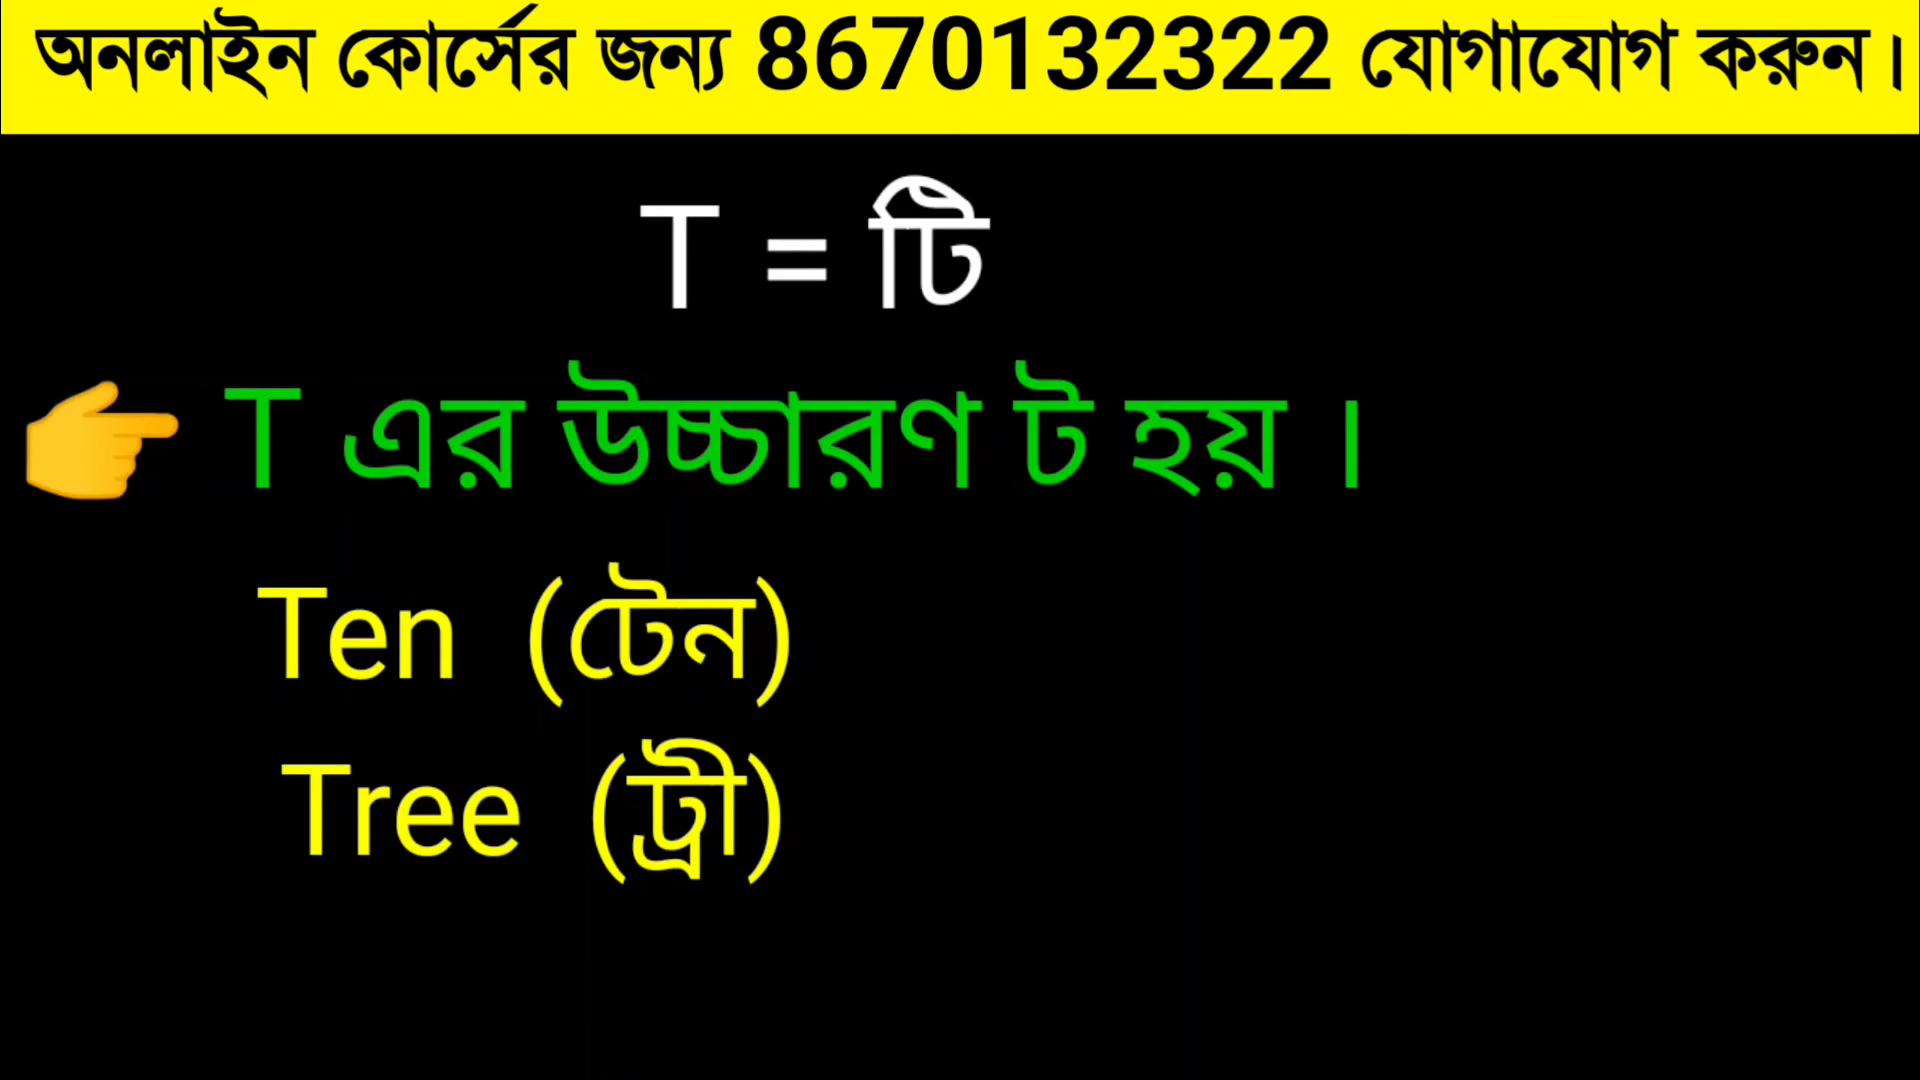 অনলাইন কোর্সের জন্য 8670132322 যোগাযোগ করুন।
T = টি
👉 T এর উচ্চারণ ট হয় ।
Ten (টেন)
Tree (ট্রী)